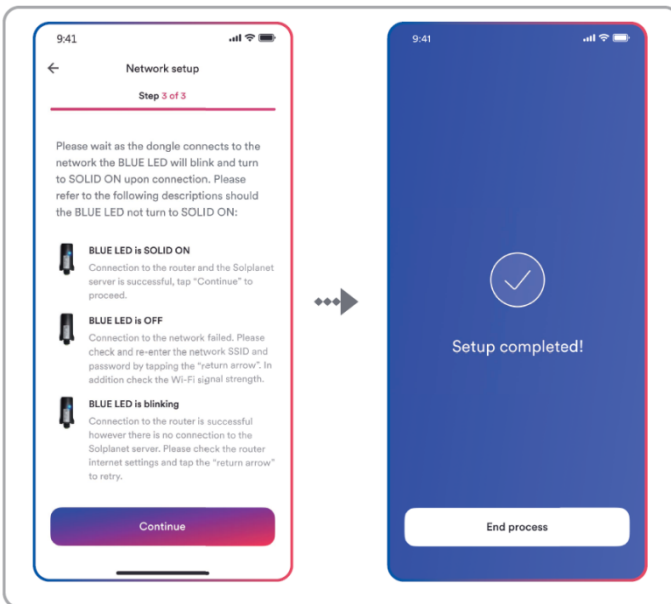 9:41
Network setup
Step 3 of 3
Please wait as the dongle connects to the
network the BLUE LED will blink and turn
to SOLID ON upon connection. Please
refer to the following descriptions should
the BLUE LED not turn to SOLID ON:
BLUE LED is SOLID ON
Connection to the router and the Solplanet
server is successful, tap “Continue” to
proceed.
BLUE LED is OFF
Connection to the network failed. Please
check and re-enter the network SSID and
password by tapping the “return arrow”. In
addition check the Wi-Fi signal strength.
BLUE LED is blinking
Connection to the router is successful
however there is no connection to the
Solplanet server. Please check the router
internet settings and tap the “return arrow”
to retry.
Continue
9:41
Setup completed!
End process